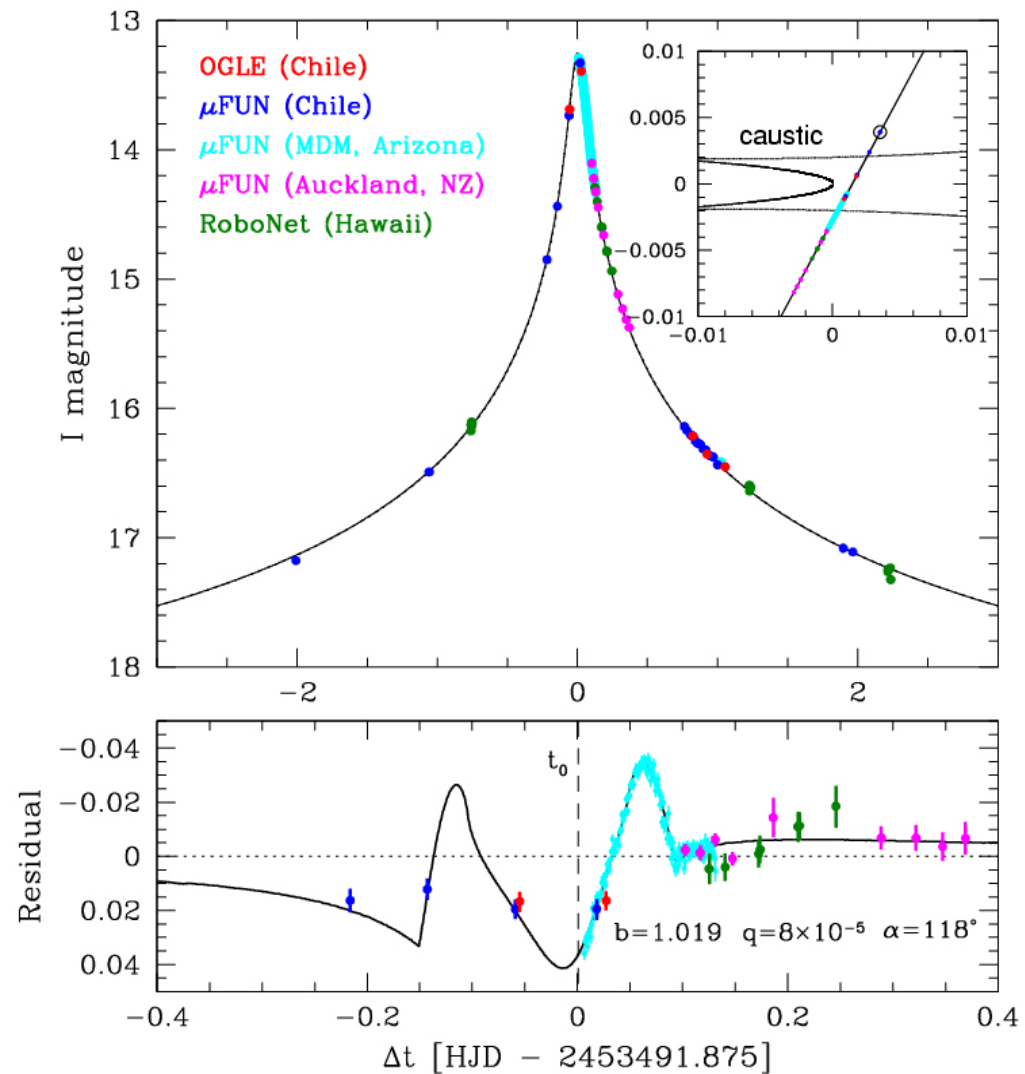 13
14
15
16
17
18
I magnitude
OGLE (Chile)
μFUN (Chile)
μFUN (MDM, Arizona)
μFUN (Auckland, NZ)
RoboNet (Hawaii)
0.01
0.005
0
−0.005
−0.01
caustic
−0.01 0 0.01
−2 0 2
−0.04
−0.02
0
0.02
0.04
Residual
t₀
b=1.019 q=8×10⁻⁵ α=118°
−0.4 −0.2 0 0.2 0.4
Δt [HJD − 2453491.875]